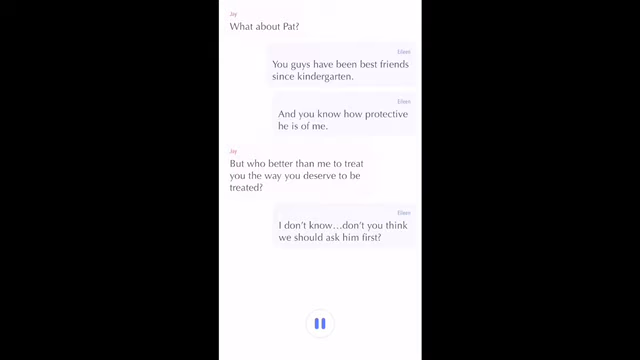 Jay
What about Pat?
Eileen
You guys have been best friends
since kindergarten.
Eileen
And you know how protective
he is of me.
Jay
But who better than me to treat
you the way you deserve to be
treated?
Eileen
I don't know...don't you think
we should ask him first?